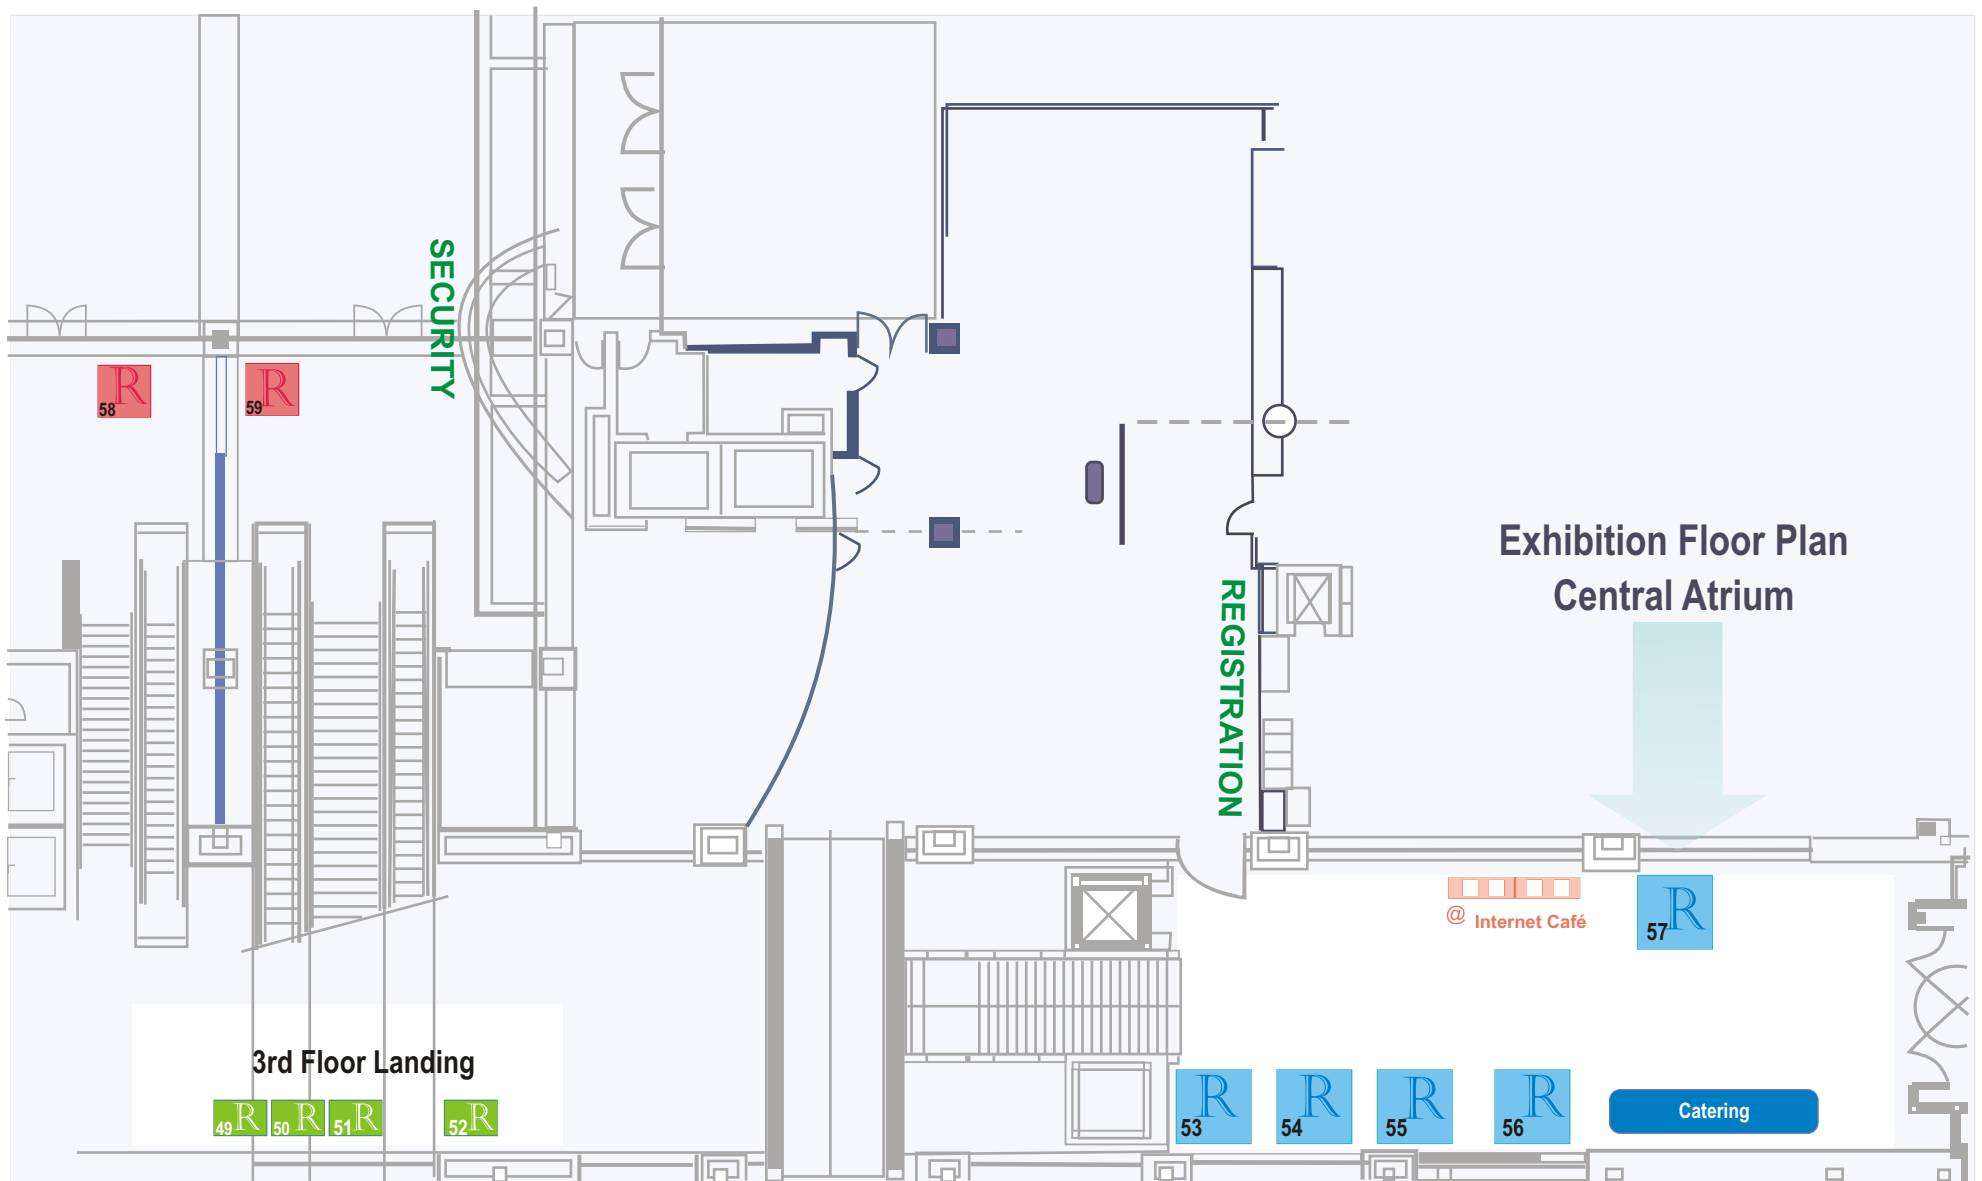 SECURITY
R
58
R
59
Exhibition Floor Plan
Central Atrium
REGISTRATION
@ Internet Café
R
57
3rd Floor Landing
49 R
50 R
51 R
52 R
R
53
R
54
R
55
R
56
Catering